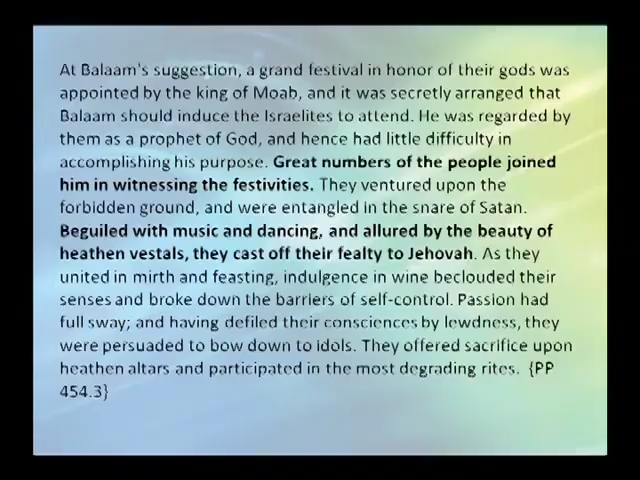 At Balaam's suggestion, a grand festival in honor of their gods was
appointed by the king of Moab, and it was secretly arranged that
Balaam should induce the Israelites to attend. He was regarded by
them as a prophet of God, and hence had little difficulty in
accomplishing his purpose. Great numbers of the people joined
him in witnessing the festivities. They ventured upon the
forbidden ground, and were entangled in the snare of Satan.
Beguiled with music and dancing, and allured by the beauty of
heathen vestals, they cast off their fealty to Jehovah. As they
united in mirth and feasting, indulgence in wine beclouded their
senses and broke down the barriers of self-control. Passion had
full sway; and having defiled their consciences by lewdness, they
were persuaded to bow down to idols. They offered sacrifice upon
heathen altars and participated in the most degrading rites. {PP
454.3}